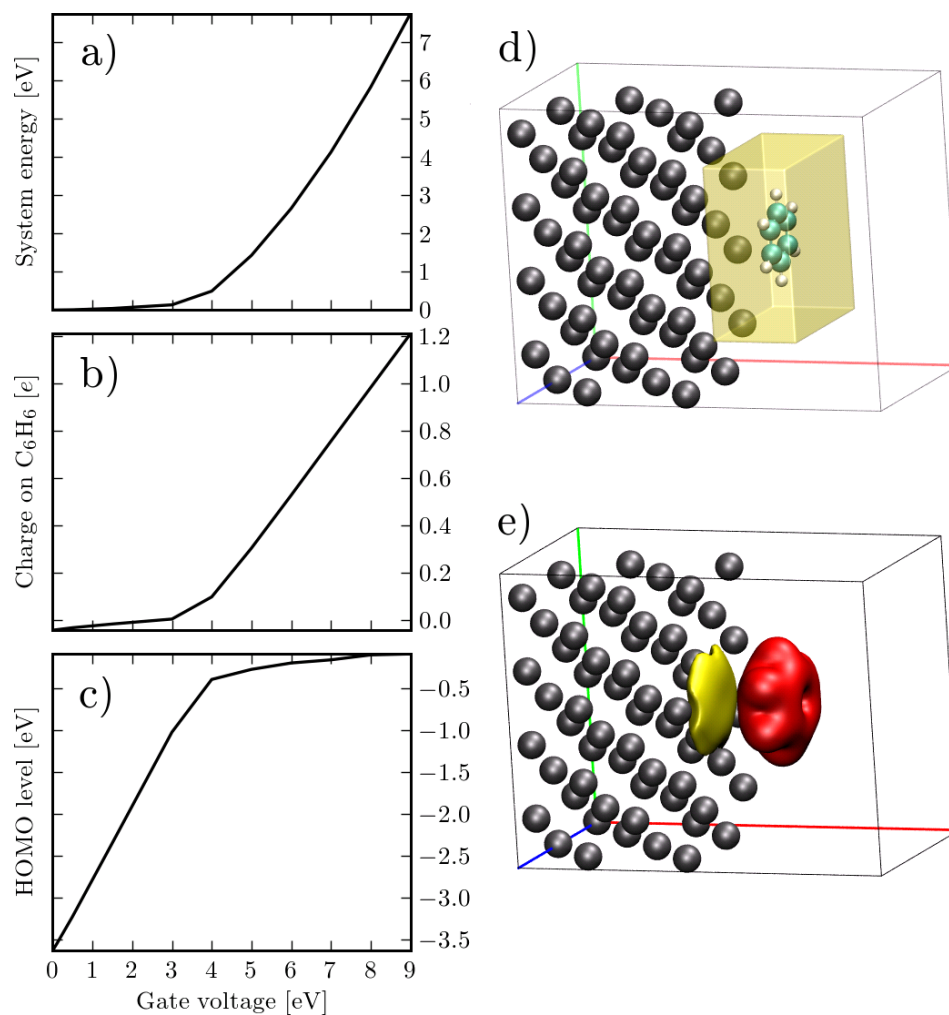 a)
System energy [eV]
7
6
5
4
3
2
1
0
b)
Charge on C₆H₆ [e]
1.2
1.0
0.8
0.6
0.4
0.2
0.0
c)
HOMO level [eV]
−0.5
−1.0
−1.5
−2.0
−2.5
−3.0
−3.5
0 1 2 3 4 5 6 7 8 9
Gate voltage [eV]
d)
e)